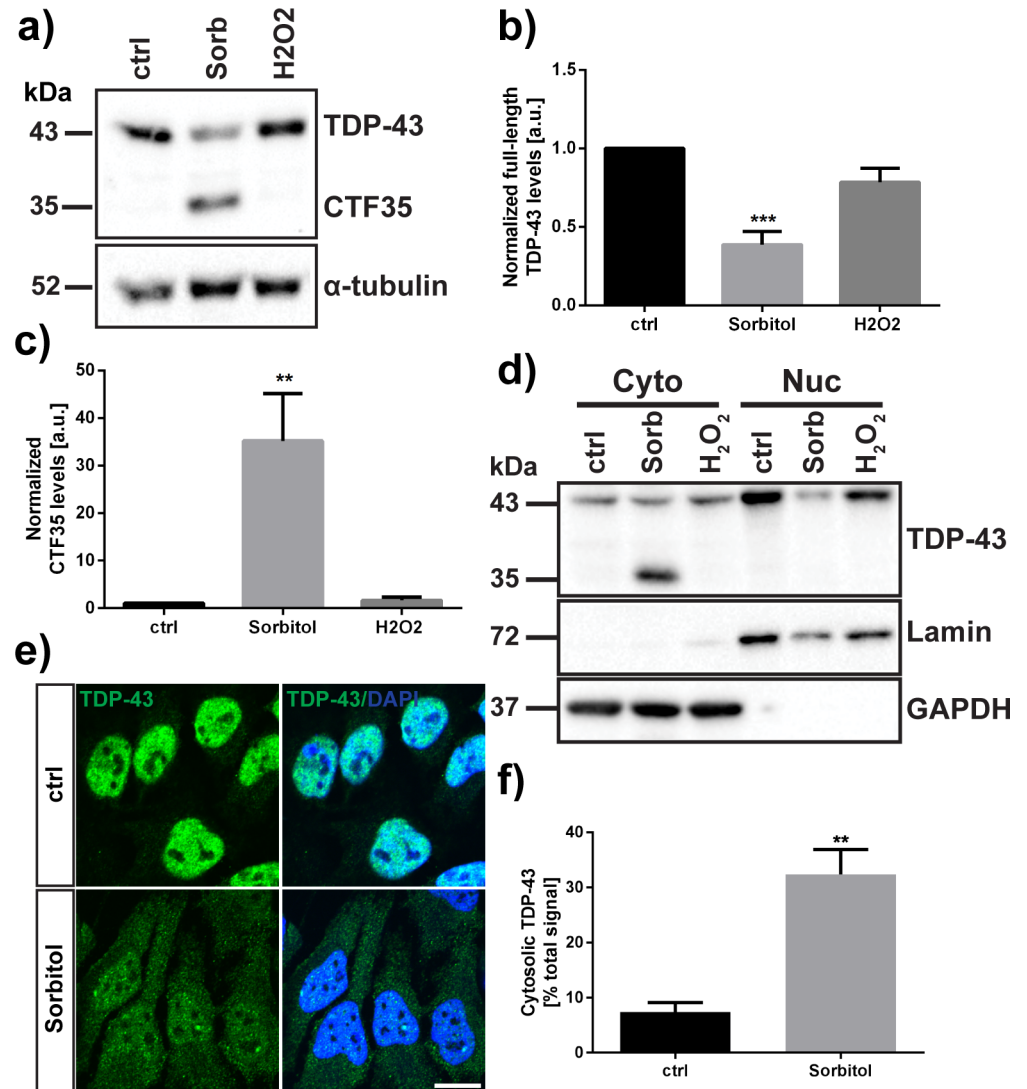 a)
ctrl
Sorb
H2O2
kDa
43
TDP-43
35
CTF35
52
α-tubulin
b)
Normalized full-length
TDP-43 levels [a.u.]
1.5
1.0
0.5
0.0
***
ctrl
Sorbitol
H2O2
c)
Normalized
CTF35 levels [a.u.]
50
40
30
20
10
0
**
ctrl
Sorbitol
H2O2
d)
Cyto
Nuc
ctrl
Sorb
H₂O₂
ctrl
Sorb
H₂O₂
kDa
43
TDP-43
35
72
Lamin
37
GAPDH
e)
TDP-43
TDP-43/DAPI
ctrl
Sorbitol
f)
Cytosolic TDP-43
[% total signal]
40
30
20
10
0
**
ctrl
Sorbitol